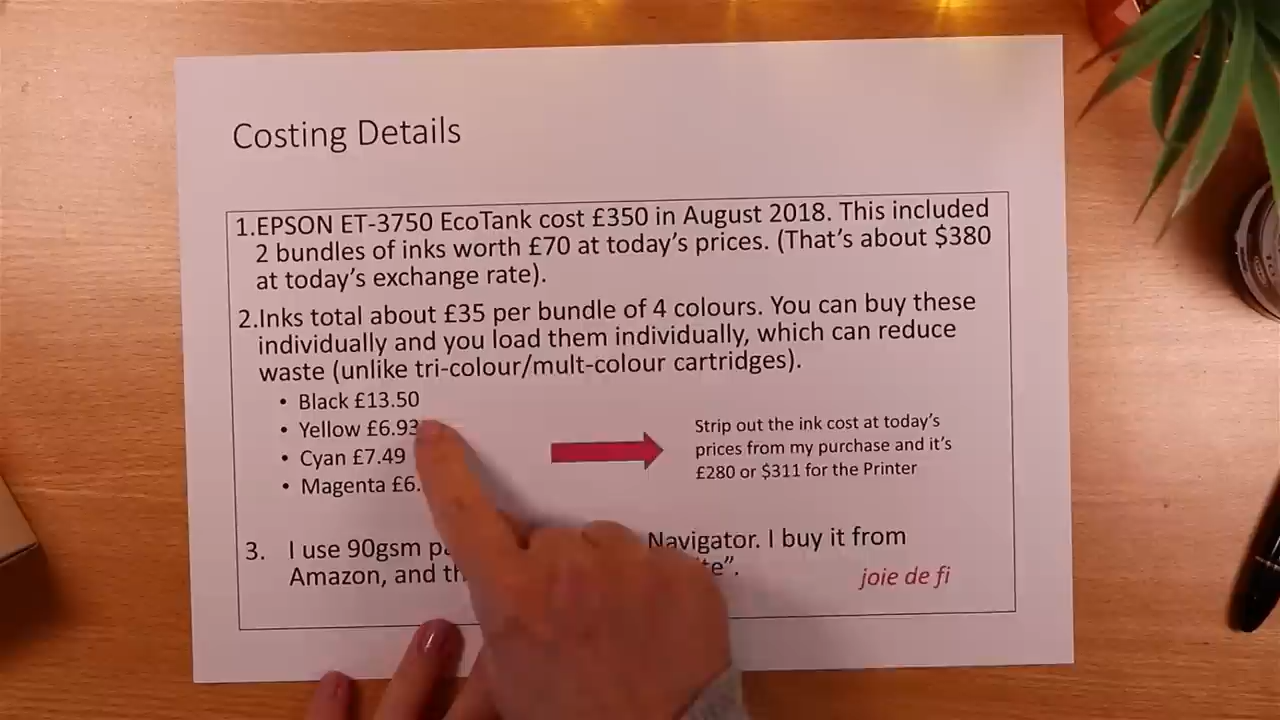 Costing Details
1.EPSON ET-3750 EcoTank cost £350 in August 2018. This included
2 bundles of inks worth £70 at today's prices. (That's about $380
at today's exchange rate).
2.Inks total about £35 per bundle of 4 colours. You can buy these
individually and you load them individually, which can reduce
waste (unlike tri-colour/mult-colour cartridges).
• Black £13.50
• Yellow £6.93
• Cyan £7.49
• Magenta £6.
Strip out the ink cost at today's
prices from my purchase and it's
£280 or $311 for the Printer
3. I use 90gsm Navigator. I buy it from
Amazon, and
joie de fi